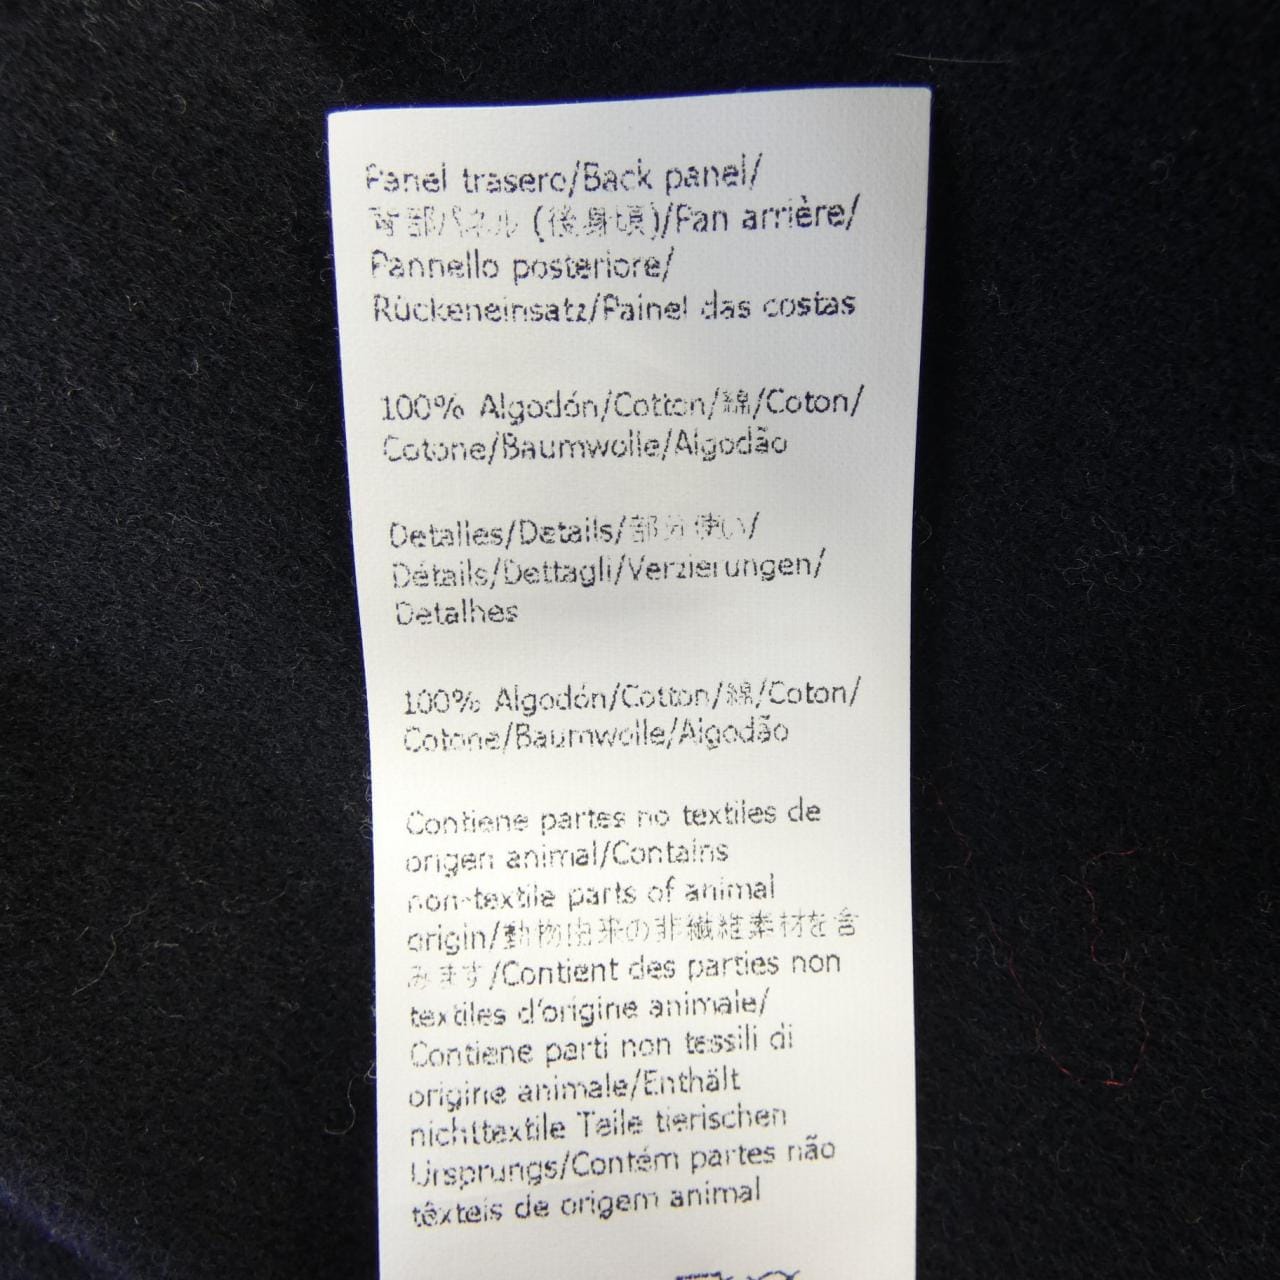 Panel trasero/Back panel/
背部パネル (後身頃)/Pan arrière/
Pannello posteriore/
Rückeneinsatz/Painel das costas
100% Algodón/Cotton/綿/Coton/
Cotone/Baumwolle/Algodão
Detalles/Details/部分使い/
Détails/Dettagli/Verzierungen/
Detalhes
100% Algodón/Cotton/綿/Coton/
Cotone/Baumwolle/Algodão
Contiene partes no textiles de
origen animal/Contains
non-textile parts of animal
origin/動物由来の非繊維素材を含
みます/Contient des parties non
textiles d'origine animale/
Contiene parti non tessili di
origine animale/Enthält
nichttextile Teile tierischen
Ursprungs/Contém partes não
têxteis de origem animal